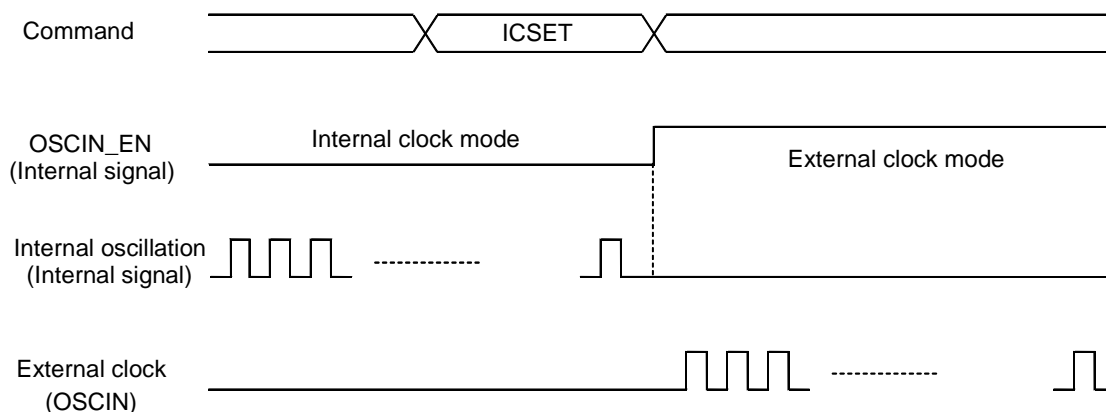 Command
ICSET
OSCIN_EN
(Internal signal)
Internal clock mode
External clock mode
Internal oscillation
(Internal signal)
External clock
(OSCIN)